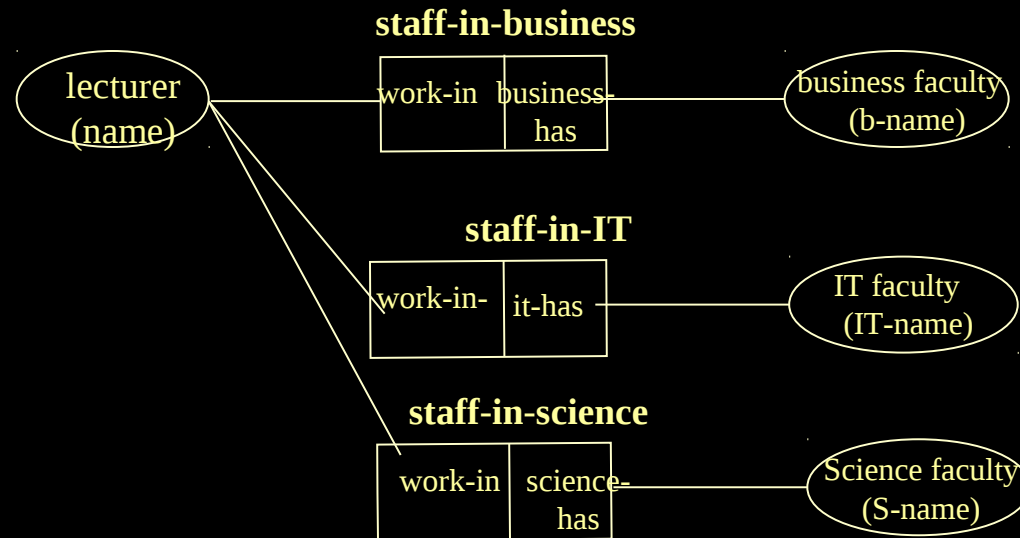 staff-in-business
lecturer
(name)
work-in
business-
has
business faculty
(b-name)
staff-in-IT
work-in-
it-has
IT faculty
(IT-name)
staff-in-science
work-in
science-
has
Science faculty
(S-name)